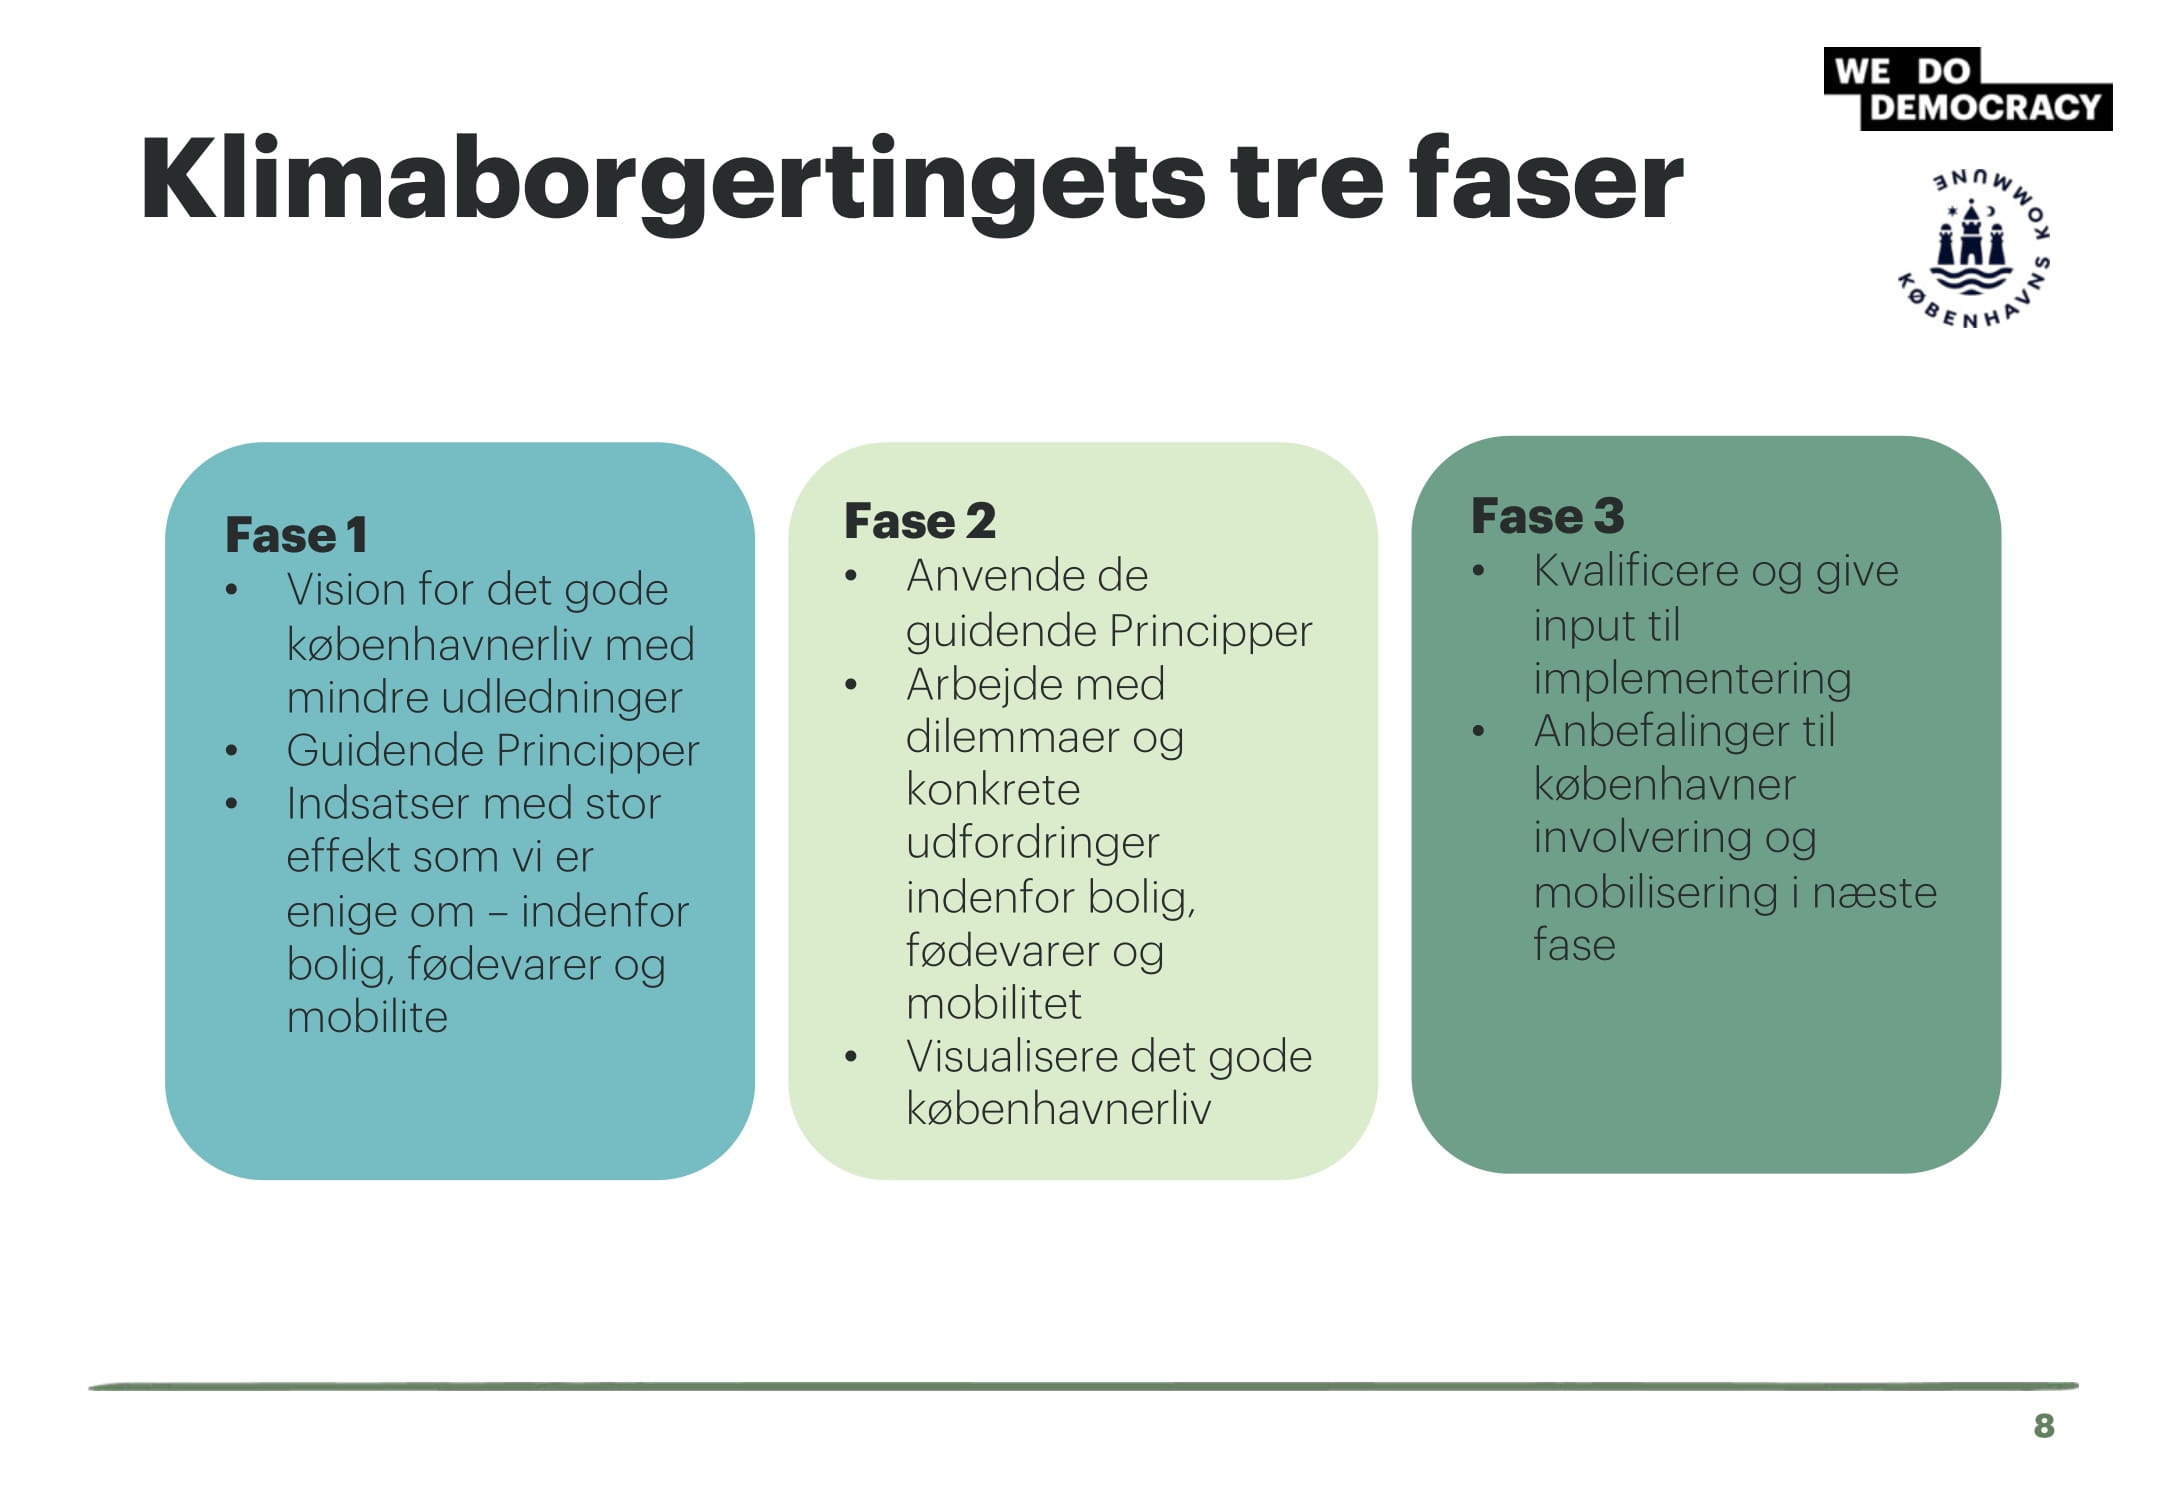 WE DO
DEMOCRACY
Klimaborgertingets tre faser
KØBENHAVNS KOMMUNE
Fase 1
• Vision for det gode
københavnerliv med
mindre udledninger
• Guidende Principper
• Indsatser med stor
effekt som vi er
enige om – indenfor
bolig, fødevarer og
mobilite
Fase 2
• Anvende de
guidende Principper
• Arbejde med
dilemmaer og
konkrete
udfordringer
indenfor bolig,
fødevarer og
mobilitet
• Visualisere det gode
københavnerliv
Fase 3
• Kvalificere og give
input til
implementering
• Anbefalinger til
københavner
involvering og
mobilisering i næste
fase
8